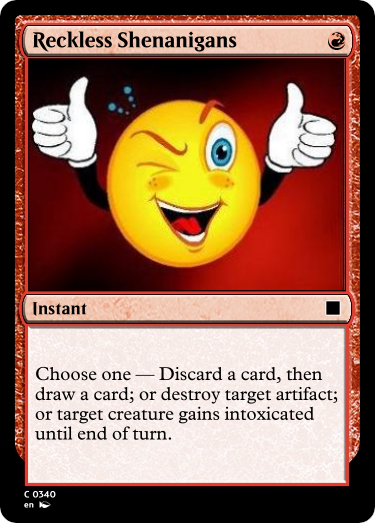 Reckless Shenanigans
Instant
Choose one — Discard a card, then
draw a card; or destroy target artifact;
or target creature gains intoxicated
until end of turn.
C 0340
en